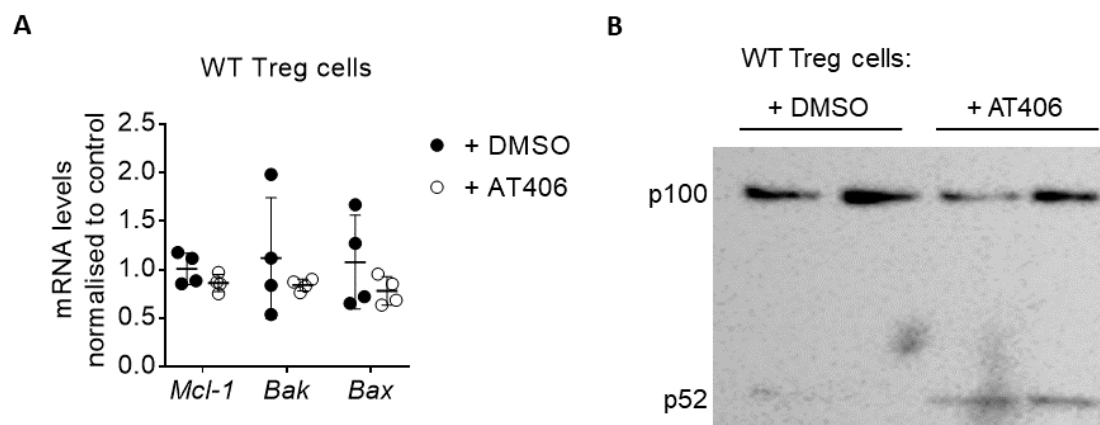 A
WT Treg cells
mRNA levels
normalised to control
2.5
2.0
1.5
1.0
0.5
0.0
Mcl-1 Bak Bax
+ DMSO
+ AT406
B
WT Treg cells:
+ DMSO + AT406
p100
p52